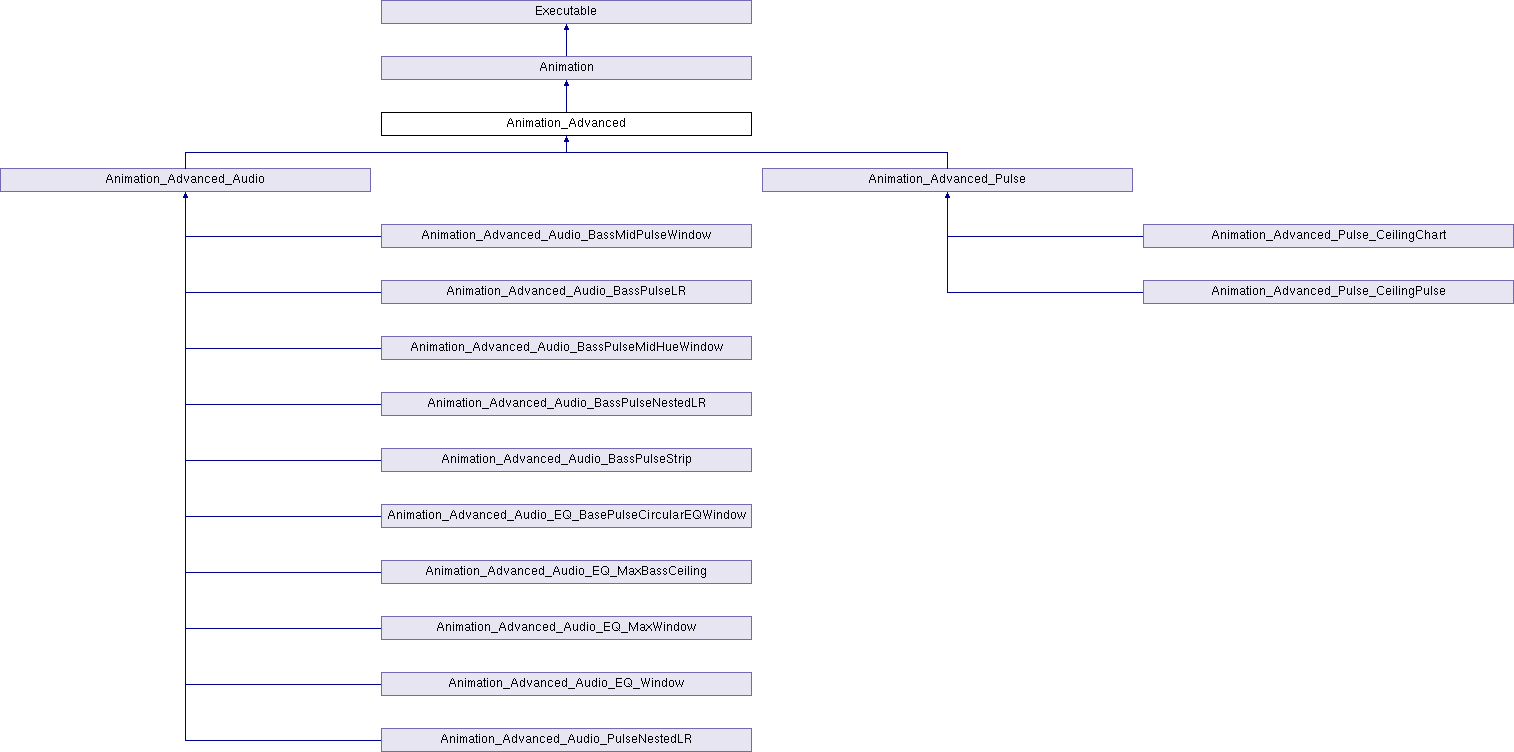 Executable
Animation
Animation_Advanced
Animation_Advanced_Audio
Animation_Advanced_Pulse
Animation_Advanced_Audio_BassMidPulseWindow
Animation_Advanced_Pulse_CeilingChart
Animation_Advanced_Audio_BassPulseLR
Animation_Advanced_Pulse_CeilingPulse
Animation_Advanced_Audio_BassPulseMidHueWindow
Animation_Advanced_Audio_BassPulseNestedLR
Animation_Advanced_Audio_BassPulseStrip
Animation_Advanced_Audio_EQ_BasePulseCircularEQWindow
Animation_Advanced_Audio_EQ_MaxBassCeiling
Animation_Advanced_Audio_EQ_MaxWindow
Animation_Advanced_Audio_EQ_Window
Animation_Advanced_Audio_PulseNestedLR